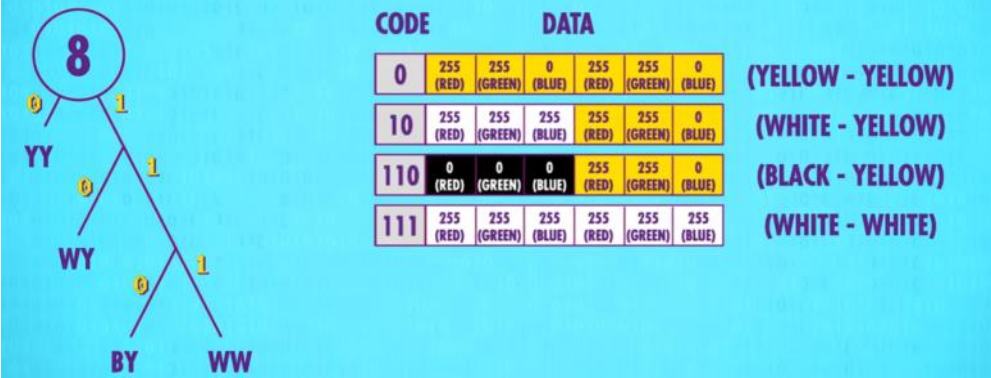 8
0 1
YY
0 1
WY
0 1
BY WW
CODE DATA
0 255 (RED) 255 (GREEN) 0 (BLUE) 255 (RED) 255 (GREEN) 0 (BLUE) (YELLOW - YELLOW)
10 255 (RED) 255 (GREEN) 255 (BLUE) 255 (RED) 255 (GREEN) 0 (BLUE) (WHITE - YELLOW)
110 0 (RED) 0 (GREEN) 0 (BLUE) 255 (RED) 255 (GREEN) 0 (BLUE) (BLACK - YELLOW)
111 255 (RED) 255 (GREEN) 255 (BLUE) 255 (RED) 255 (GREEN) 255 (BLUE) (WHITE - WHITE)